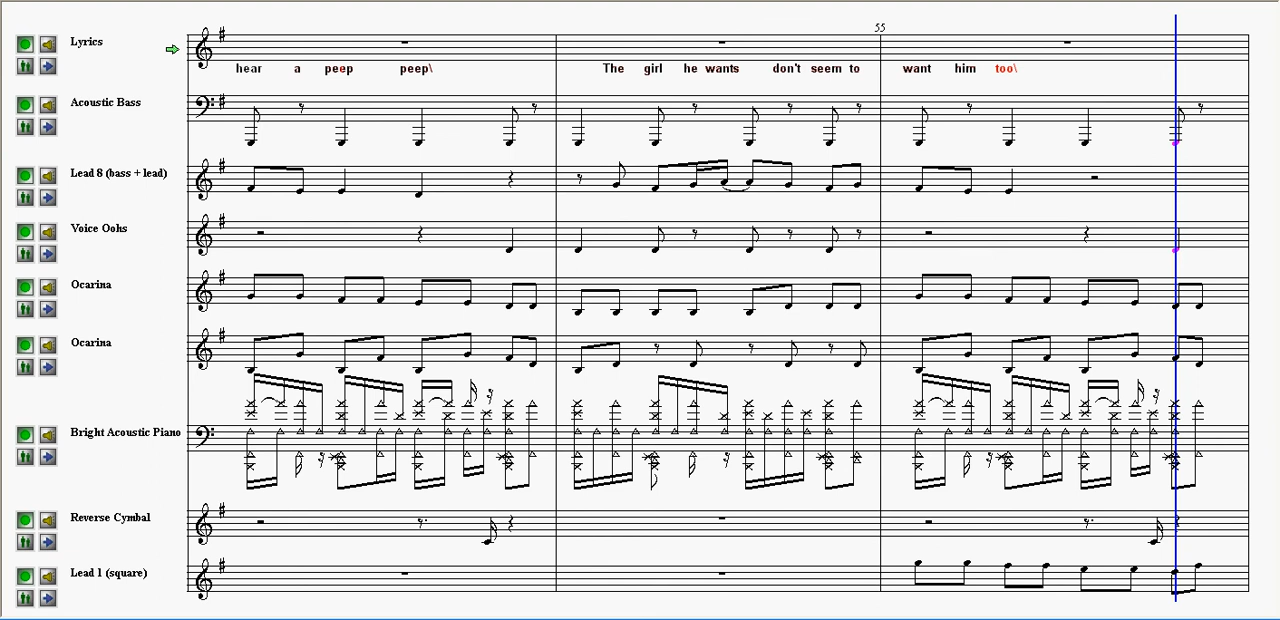 55
Lyrics
hear a peep peep\ The girl he wants don't seem to want him too\
Acoustic Bass
Lead 8 (bass + lead)
Voice Oohs
Ocarina
Ocarina
Bright Acoustic Piano
Reverse Cymbal
Lead 1 (square)